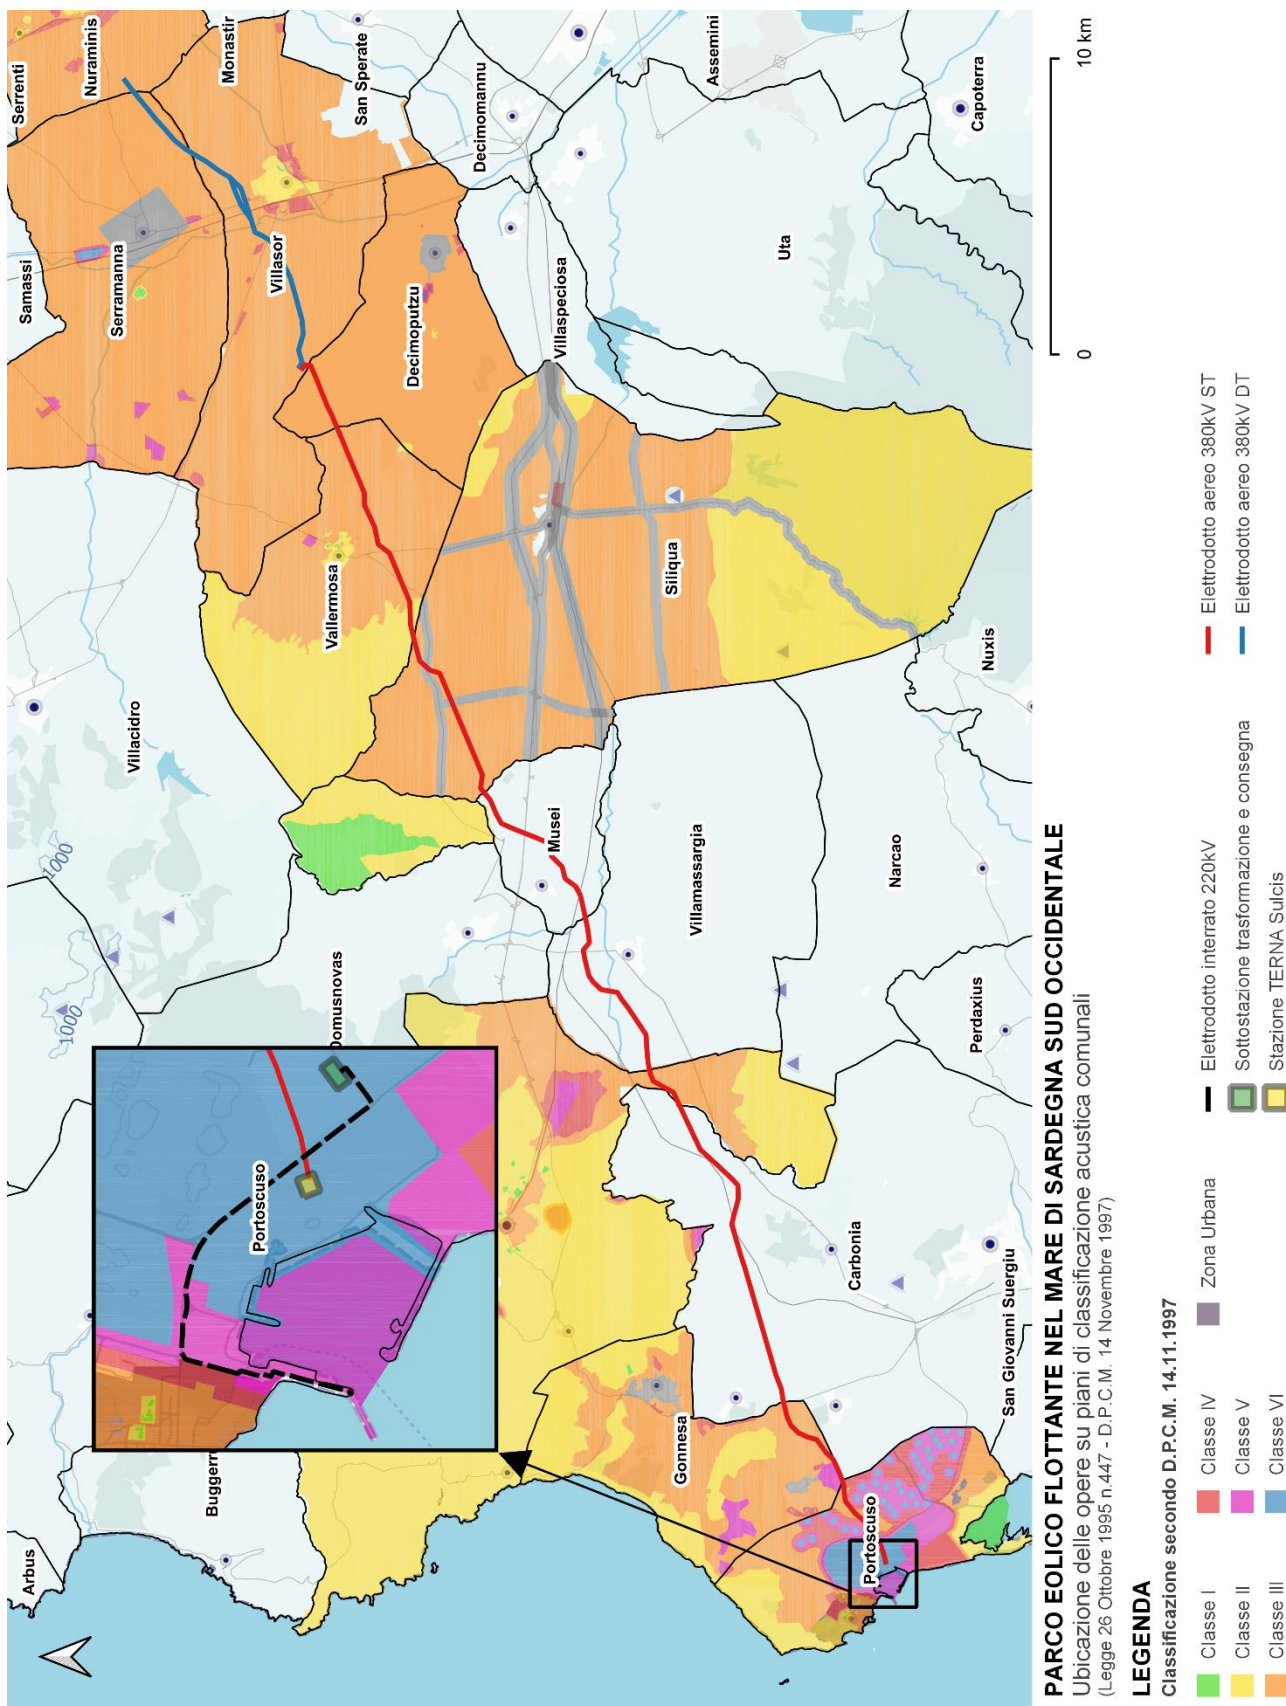 Arbus
Buggerru
Villacidro
Samassi
Serrenti
1000
1000
Domusnovas
Serramanna
Nuraminis
Portoscuso
Vallermosa
Villasor
Monastir
San Sperate
Gonnesa
Musei
Decimoputzu
Decimomannu
Siliqua
Villaspeciosa
Portoscuso
Carbonia
Villamassargia
Uta
Assemini
San Giovanni Suergiu
Perdaxius
Narcao
Nuxis
Capoterra
PARCO EOLICO FLOTTANTE NEL MARE DI SARDEGNA SUD OCCIDENTALE
Ubicazione delle opere su piani di classificazione acustica comunali
(Legge 26 Ottobre 1995 n.447 - D.P.C.M. 14 Novembre 1997)
0 10 km
LEGENDA
Classificazione secondo D.P.C.M. 14.11.1997
Classe I
Classe II
Classe III
Classe IV
Classe V
Classe VI
Zona Urbana
Elettrodotto interrato 220kV
Sottostazione trasformazione e consegna
Stazione TERNA Sulcis
Elettrodotto aereo 380kV ST
Elettrodotto aereo 380kV DT